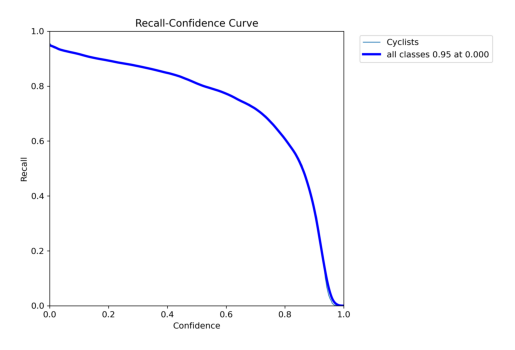 Recall-Confidence Curve
Cyclists
all classes 0.95 at 0.000
1.0
0.8
0.6
0.4
0.2
0.0
Recall
0.0 0.2 0.4 0.6 0.8 1.0
Confidence